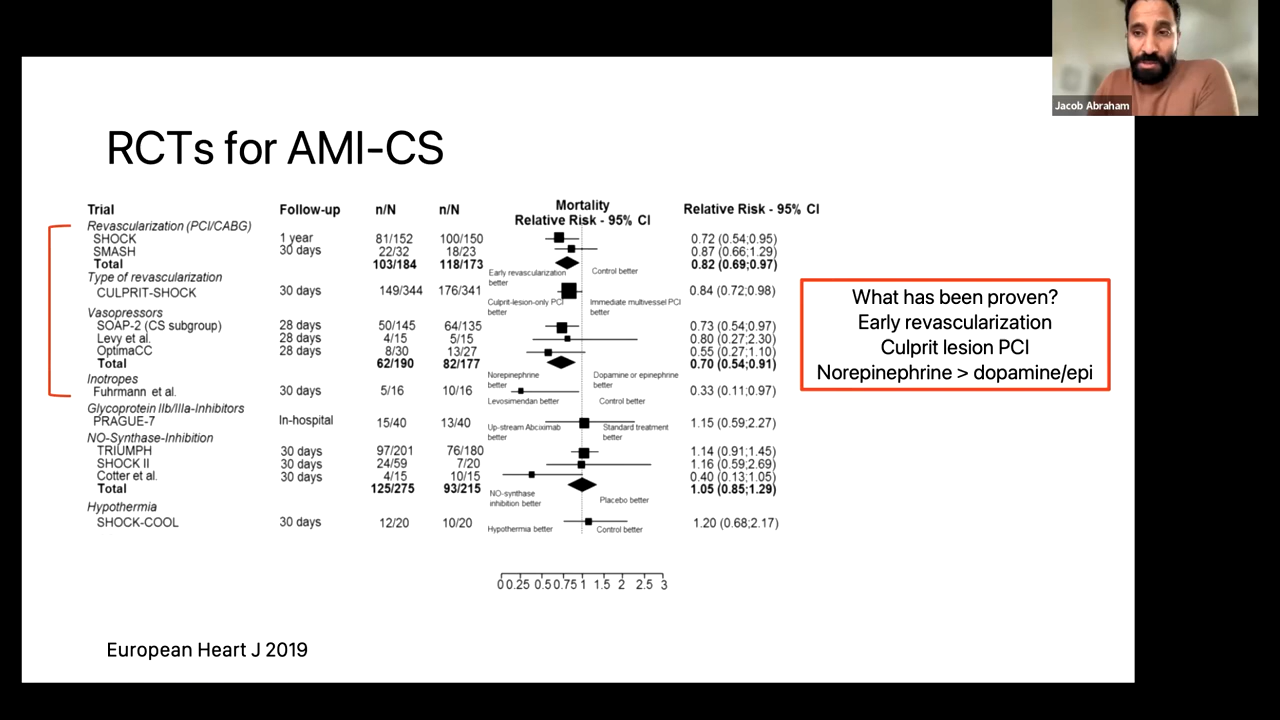 Jacob Abraham
RCTs for AMI-CS
Trial Follow-up n/N n/N Mortality Relative Risk - 95% CI Relative Risk - 95% CI
Revascularization (PCI/CABG)
SHOCK 1 year 81/152 100/150 0.72 (0.54;0.95)
SMASH 30 days 22/32 18/23 0.87 (0.66;1.29)
Total 103/184 118/173 0.82 (0.69;0.97)
Early revascularization better Control better
Type of revascularization
CULPRIT-SHOCK 30 days 149/344 176/341 0.84 (0.72;0.98)
Culprit-lesion-only PCI better Immediate multivessel PCI better
Vasopressors
SOAP-2 (CS subgroup) 28 days 50/145 64/135 0.73 (0.54;0.97)
Levy et al. 28 days 4/15 5/15 0.80 (0.27;2.30)
OptimaCC 28 days 8/30 13/27 0.55 (0.27;1.10)
Total 62/190 82/177 0.70 (0.54;0.91)
Norepinephrine better Dopamine or epinephrine better
Inotropes
Fuhrmann et al. 30 days 5/16 10/16 0.33 (0.11;0.97)
Levosimendan better Control better
Glycoprotein IIb/IIIa-Inhibitors
PRAGUE-7 In-hospital 15/40 13/40 1.15 (0.59;2.27)
Up-stream Abciximab better Standard treatment better
NO-Synthase-Inhibition
TRIUMPH 30 days 97/201 76/180 1.14 (0.91;1.45)
SHOCK II 30 days 24/59 7/20 1.16 (0.59;2.69)
Cotter et al. 30 days 4/15 10/15 0.40 (0.13;1.05)
Total 125/275 93/215 1.05 (0.85;1.29)
NO-synthase inhibition better Placebo better
Hypothermia
SHOCK-COOL 30 days 12/20 10/20 1.20 (0.68;2.17)
Hypothermia better Control better
0 0.25 0.5 0.75 1 1.5 2 2.5 3
What has been proven?
Early revascularization
Culprit lesion PCI
Norepinephrine > dopamine/epi
European Heart J 2019